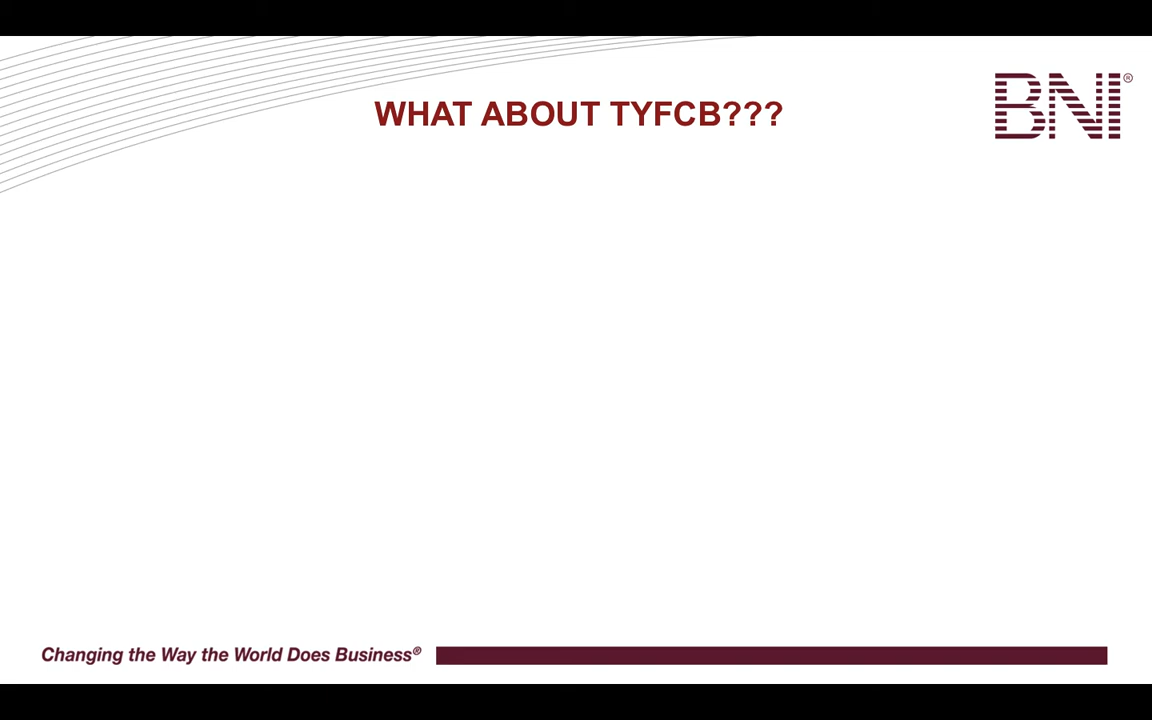 WHAT ABOUT TYFCB???
BNI®
Changing the Way the World Does Business®